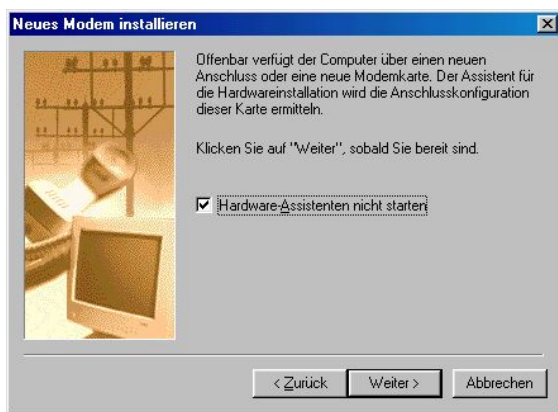 Neues Modem installieren
Offenbar verfügt der Computer über einen neuen
Anschluss oder eine neue Modemkarte. Der Assistent für
die Hardwareinstallation wird die Anschlusskonfiguration
dieser Karte ermitteln.
Klicken Sie auf "Weiter", sobald Sie bereit sind.
Hardware-Assistenten nicht starten
< Zurück
Weiter >
Abbrechen